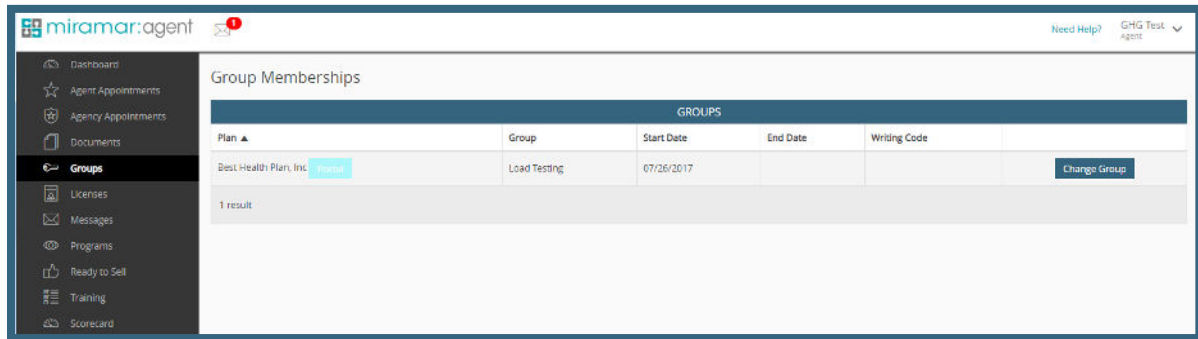 miramar:agent
1
Need Help?
GHG Test
Agent
Dashboard
Agent Appointments
Agency Appointments
Documents
Groups
Licenses
Messages
Programs
Ready to Sell
Training
Scorecard
Group Memberships
GROUPS
Plan ▲ Group Start Date End Date Writing Code
Best Health Plan, Inc Portal Load Testing 07/26/2017 Change Group
1 result